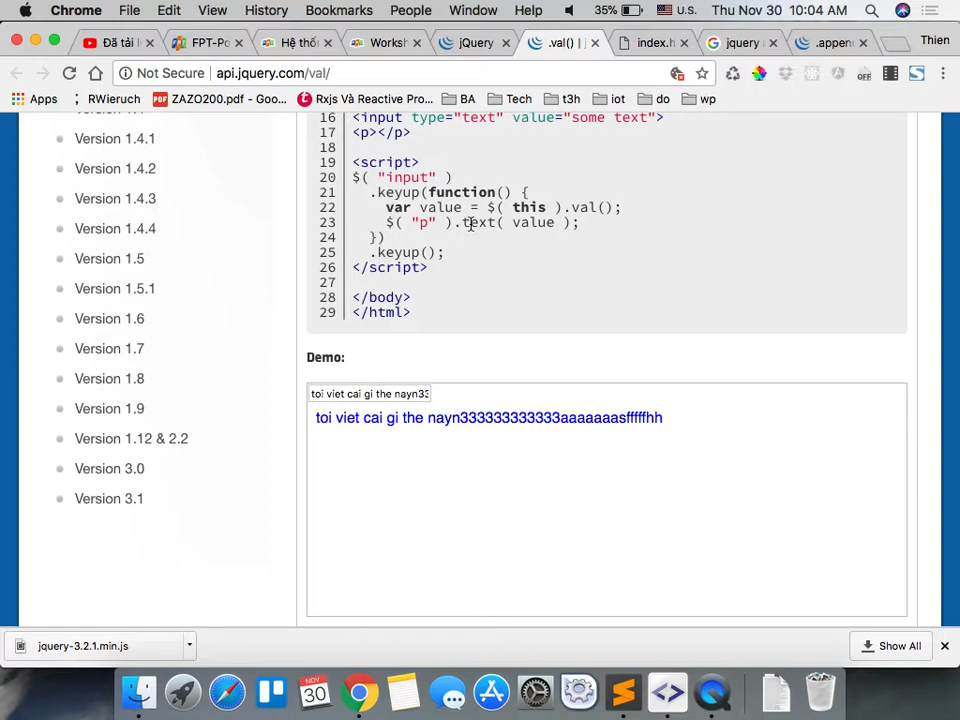 Chrome File Edit View History Bookmarks People Window Help 35% U.S. Thu Nov 30 10:04 AM
Đã tải l FPT-Po Hệ thố Worksh jQuery .val() | j index.h jquery a .appen Thien
Not Secure api.jquery.com/val/
Apps RWieruch ZAZO200.pdf - Goo... Rxjs Và Reactive Pro... BA Tech t3h iot do wp
Version 1.4.1
Version 1.4.2
Version 1.4.3
Version 1.4.4
Version 1.5
Version 1.5.1
Version 1.6
Version 1.7
Version 1.8
Version 1.9
Version 1.12 & 2.2
Version 3.0
Version 3.1
16 <input type="text" value="some text">
17 <p></p>
18
19 <script>
20 $( "input" )
21 .keyup(function() {
22 var value = $( this ).val();
23 $( "p" ).text( value );
24 })
25 .keyup();
26 </script>
27
28 </body>
29 </html>
Demo:
toi viet cai gi the nayn33
toi viet cai gi the nayn333333333333aaaaaaasfffffhh
jquery-3.2.1.min.js Show All
NOV
30